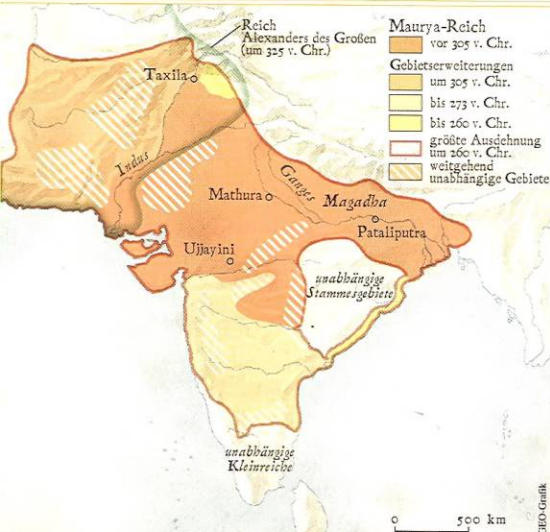 Reich
Alexanders des Großen
(um 325 v. Chr.)
Maurya-Reich
vor 305 v. Chr.
Gebietserweiterungen
um 305 v. Chr.
bis 273 v. Chr.
bis 260 v. Chr.
größte Ausdehnung
um 260 v. Chr.
weitgehend
unabhängige Gebiete
Taxila
Indus
Mathura
Ganges
Magadha
Pataliputra
Ujjayini
unabhängige
Stammesgebiete
unabhängige
Kleinreiche
0 500 km
GEO-Grafik